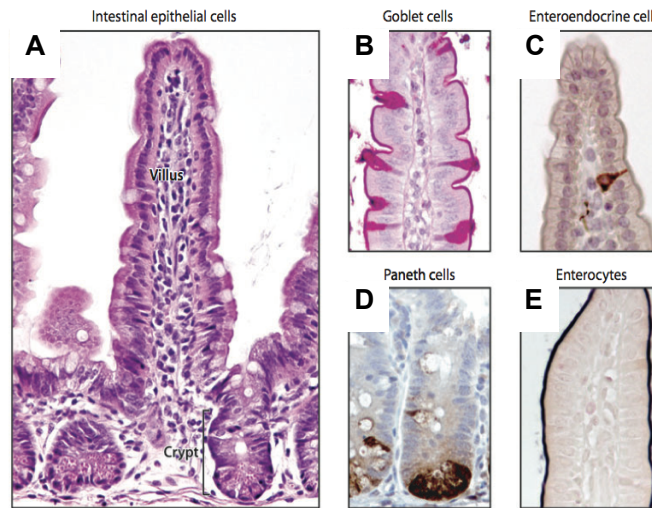 Intestinal epithelial cells
A
Villus
Crypt
Goblet cells
B
Enteroendocrine cell
C
Paneth cells
D
Enterocytes
E